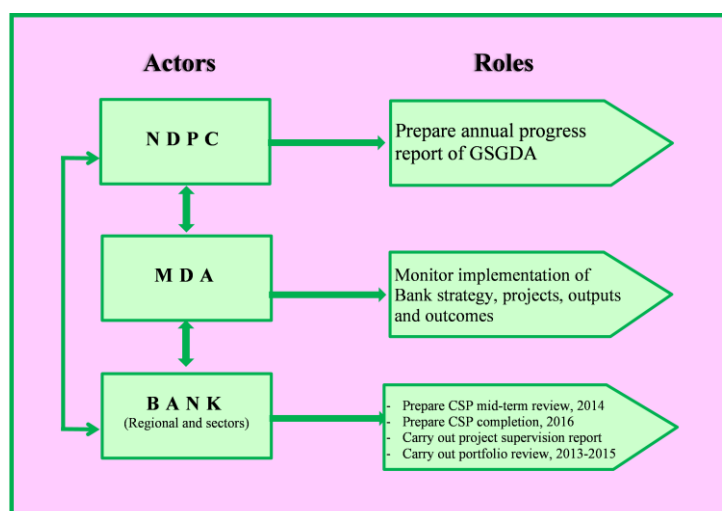 Actors
Roles
N D P C
Prepare annual progress
report of GSGDA
M D A
Monitor implementation of
Bank strategy, projects, outputs
and outcomes
B A N K
(Regional and sectors)
- Prepare CSP mid-term review, 2014
- Prepare CSP completion, 2016
- Carry out project supervision report
- Carry out portfolio review, 2013-2015